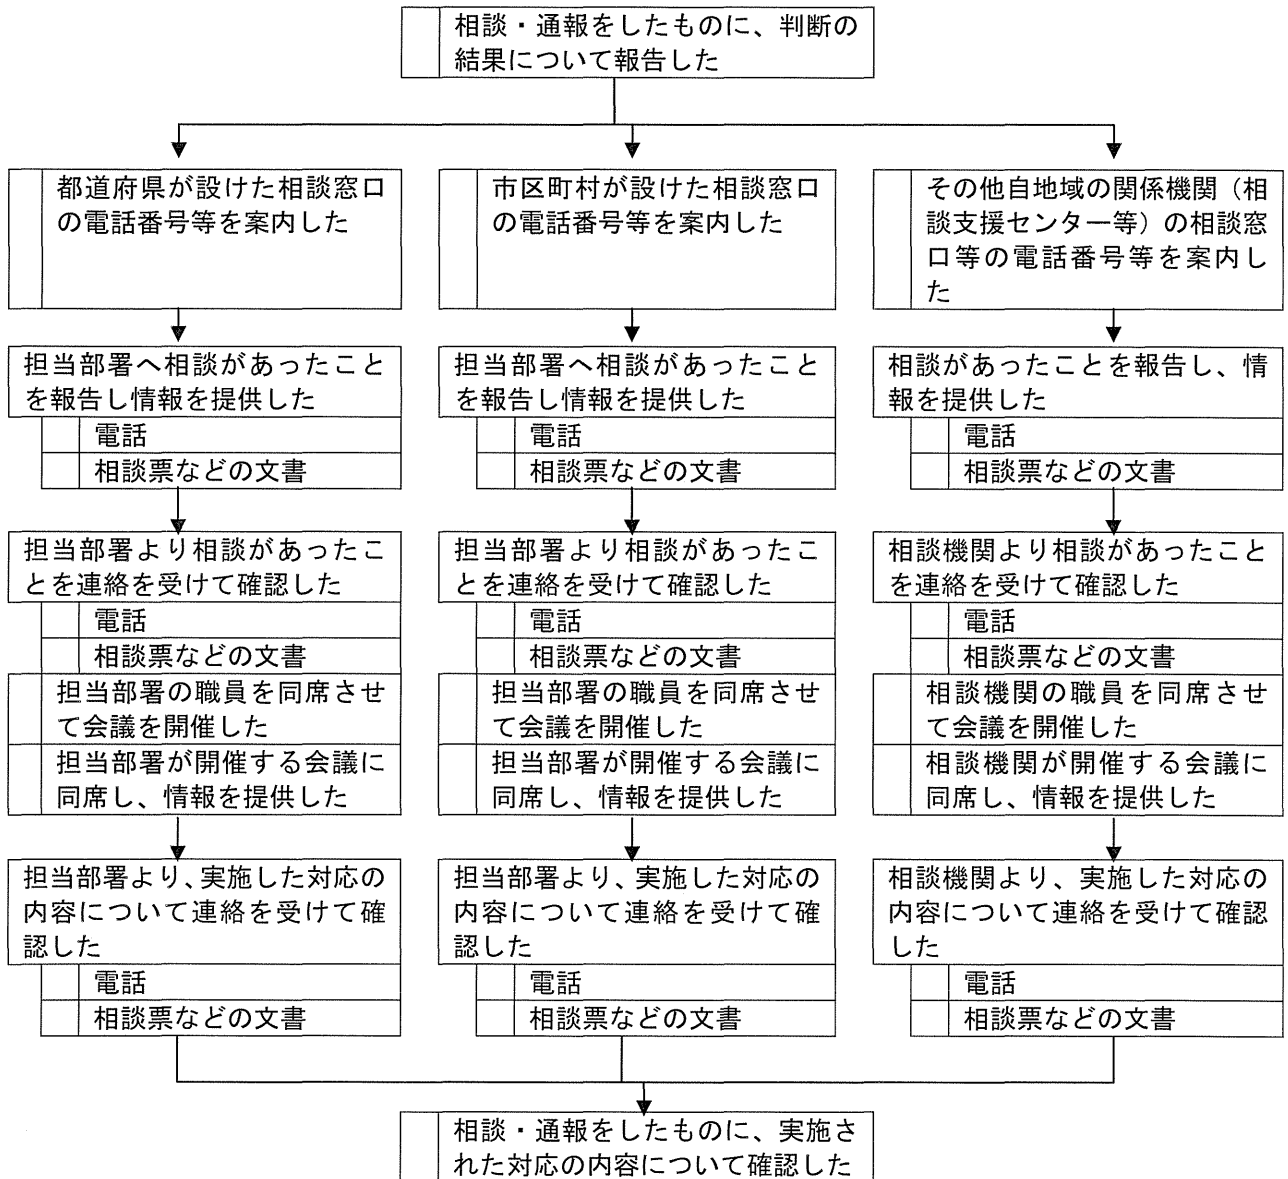 相談・通報をしたものに、判断の
結果について報告した
都道府県が設けた相談窓口
の電話番号等を案内した
市区町村が設けた相談窓口
の電話番号等を案内した
その他自地域の関係機関（相
談支援センター等）の相談窓
口等の電話番号等を案内し
た
担当部署へ相談があったこと
を報告し情報を提供した
電話
相談票などの文書
担当部署へ相談があったこと
を報告し情報を提供した
電話
相談票などの文書
相談があったことを報告し、情
報を提供した
電話
相談票などの文書
担当部署より相談があったこ
とを連絡を受けて確認した
電話
相談票などの文書
担当部署の職員を同席させ
て会議を開催した
担当部署が開催する会議に
同席し、情報を提供した
担当部署より相談があったこ
とを連絡を受けて確認した
電話
相談票などの文書
担当部署の職員を同席させ
て会議を開催した
担当部署が開催する会議に
同席し、情報を提供した
相談機関より相談があったこと
を連絡を受けて確認した
電話
相談票などの文書
相談機関の職員を同席させ
て会議を開催した
相談機関が開催する会議に
同席し、情報を提供した
担当部署より、実施した対応の
内容について連絡を受けて確
認した
電話
相談票などの文書
担当部署より、実施した対応の
内容について連絡を受けて確
認した
電話
相談票などの文書
相談機関より、実施した対応の
内容について連絡を受けて確認
した
電話
相談票などの文書
相談・通報をしたものに、実施さ
れた対応の内容について確認した